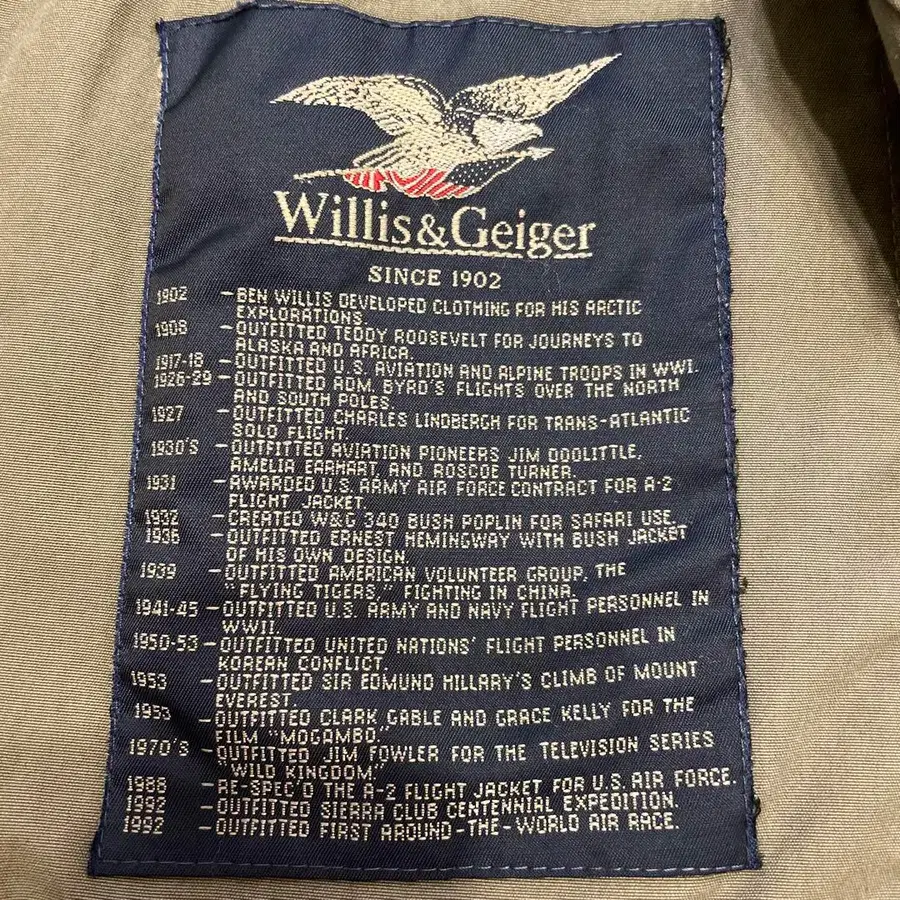 Willis&Geiger
SINCE 1902
1902 -BEN WILLIS DEVELOPED CLOTHING FOR HIS ARCTIC
EXPLORATIONS.
1908 -OUTFITTED TEDDY ROOSEVELT FOR JOURNEYS TO
ALASKA AND AFRICA.
1917-18 -OUTFITTED U.S. AVIATION AND ALPINE TROOPS IN WWI.
1926-29 -OUTFITTED ADM. BYRD'S FLIGHTS OVER THE NORTH
AND SOUTH POLES.
1927 -OUTFITTED CHARLES LINDBERGH FOR TRANS-ATLANTIC
SOLO FLIGHT.
1930'S -OUTFITTED AVIATION PIONEERS JIM DOOLITTLE,
AMELIA EARHART, AND ROSCOE TURNER.
1931 -AWARDED U.S. ARMY AIR FORCE CONTRACT FOR A-2
FLIGHT JACKET.
1932 -CREATED W&G 340 BUSH POPLIN FOR SAFARI USE.
1936 -OUTFITTED ERNEST HEMINGWAY WITH BUSH JACKET
OF HIS OWN DESIGN.
1939 -OUTFITTED AMERICAN VOLUNTEER GROUP, THE
"FLYING TIGERS," FIGHTING IN CHINA.
1941-45 -OUTFITTED U.S. ARMY AND NAVY FLIGHT PERSONNEL IN
WWII.
1950-53 -OUTFITTED UNITED NATIONS' FLIGHT PERSONNEL IN
KOREAN CONFLICT.
1953 -OUTFITTED SIR EDMUND HILLARY'S CLIMB OF MOUNT
EVEREST.
1953 -OUTFITTED CLARK GABLE AND GRACE KELLY FOR THE
FILM "MOGAMBO."
1970'S -OUTFITTED JIM FOWLER FOR THE TELEVISION SERIES
"WILD KINGDOM"
1988 -RE-SPEC'D THE A-2 FLIGHT JACKET FOR U.S. AIR FORCE.
1992 -OUTFITTED SIERRA CLUB CENTENNIAL EXPEDITION.
1992 -OUTFITTED FIRST AROUND-THE-WORLD AIR RACE.